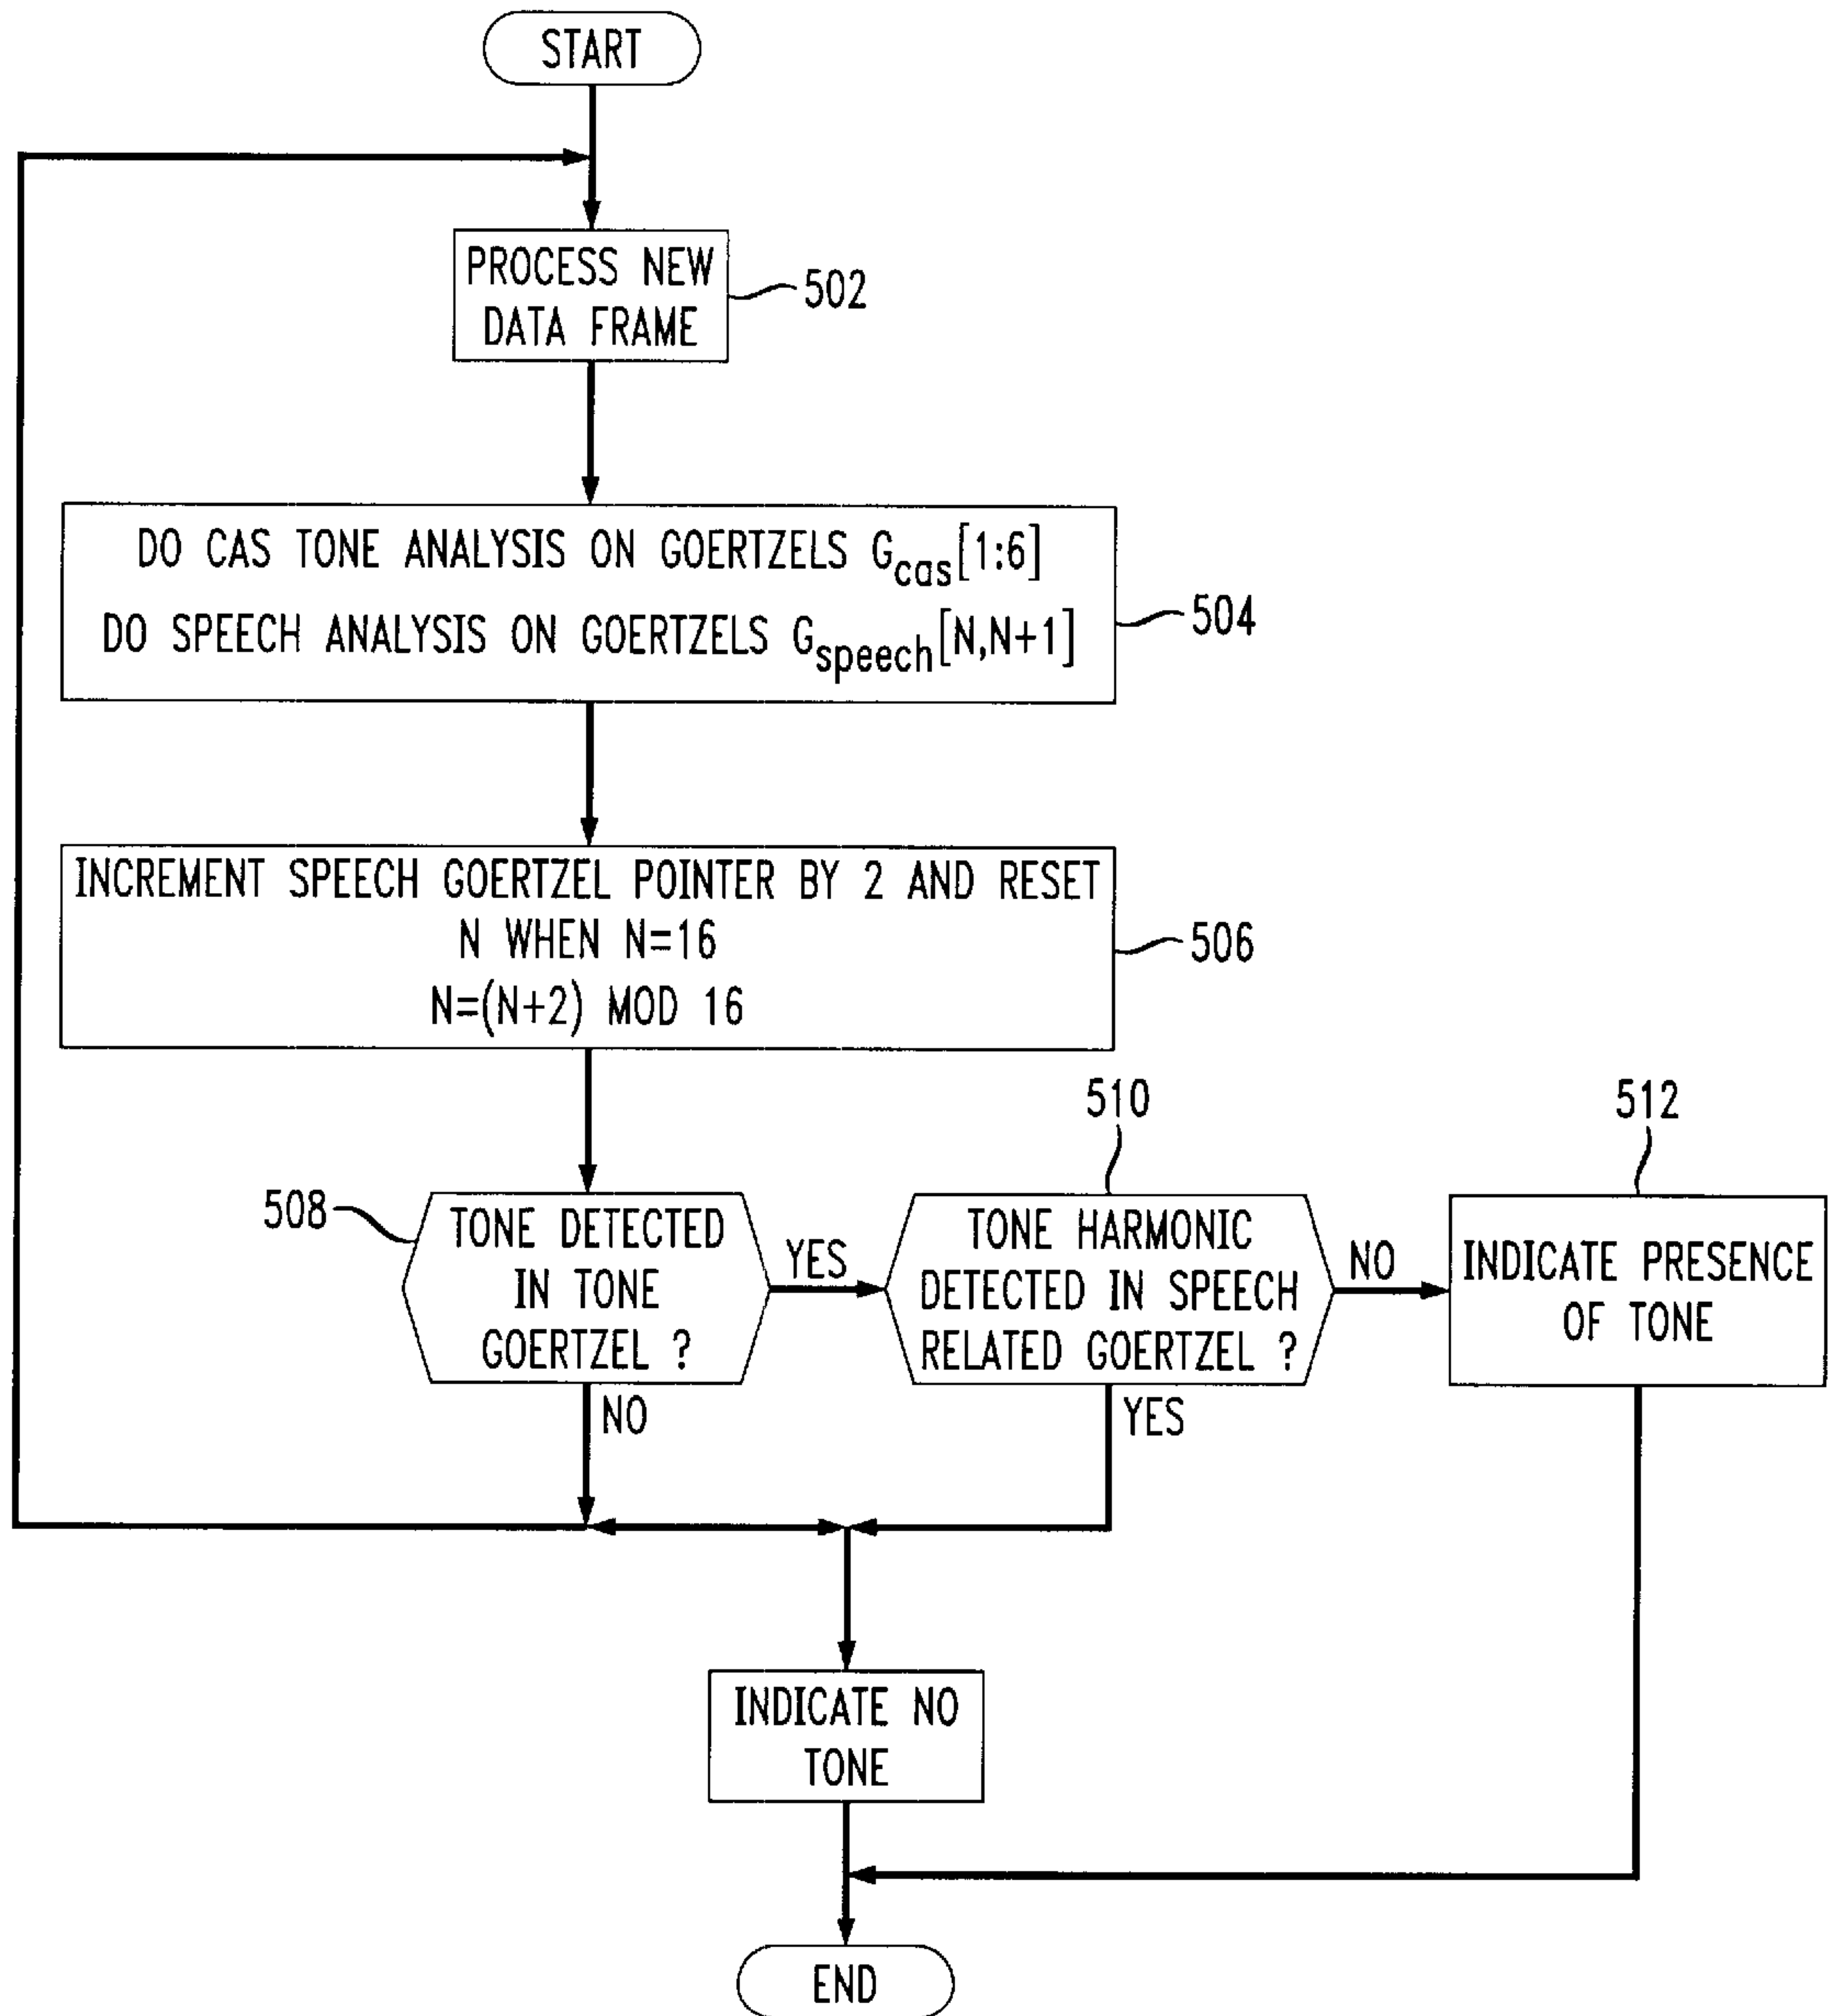 START
PROCESS NEW
DATA FRAME
502
DO CAS TONE ANALYSIS ON GOERTZELS Gcas[1:6]
DO SPEECH ANALYSIS ON GOERTZELS Gspeech[N,N+1]
504
INCREMENT SPEECH GOERTZEL POINTER BY 2 AND RESET
N WHEN N=16
N=(N+2) MOD 16
506
508
TONE DETECTED
IN TONE
GOERTZEL ?
YES
NO
510
TONE HARMONIC
DETECTED IN SPEECH
RELATED GOERTZEL ?
NO
YES
512
INDICATE PRESENCE
OF TONE
INDICATE NO
TONE
END